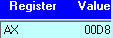 Register Value
AX 00D8